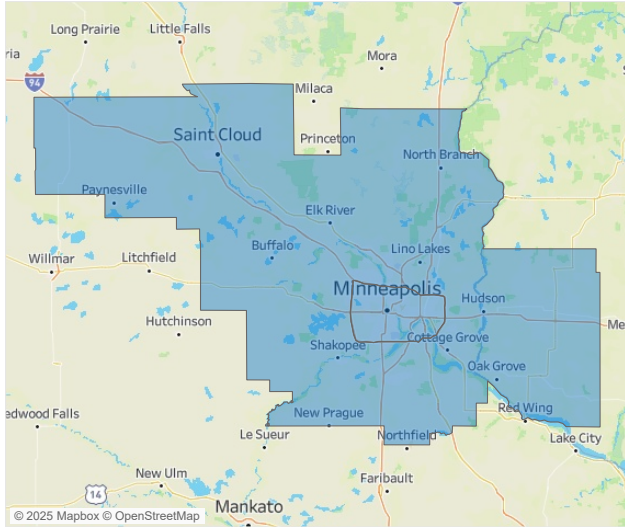 Long Prairie
Little Falls
ria
Mora
94
Milaca
Saint Cloud
Princeton
North Branch
Paynesville
Elk River
Buffalo
Lino Lakes
Willmar
Litchfield
Minneapolis
Hudson
Hutchinson
Me
Shakopee
Cottage Grove
Oak Grove
edwood Falls
New Prague
Red Wing
Le Sueur
Northfield
Lake City
New Ulm
Faribault
14
Mankato
© 2025 Mapbox © OpenStreetMap